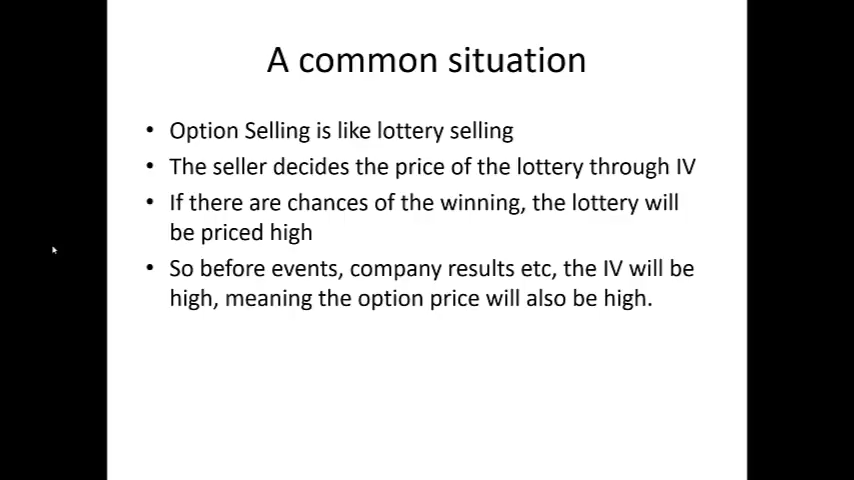 A common situation
• Option Selling is like lottery selling
• The seller decides the price of the lottery through IV
• If there are chances of the winning, the lottery will
be priced high
• So before events, company results etc, the IV will be
high, meaning the option price will also be high.